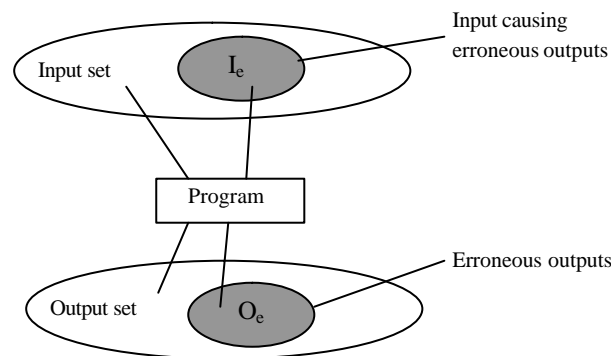 Input causing
erroneous outputs
Input set
Ie
Program
Erroneous outputs
Output set
Oe